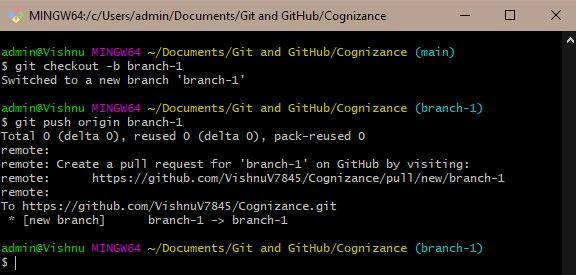 MINGW64:/c/Users/admin/Documents/Git and GitHub/Cognizance
admin@Vishnu MINGW64 ~/Documents/Git and GitHub/Cognizance (main)
$ git checkout -b branch-1
Switched to a new branch 'branch-1'
admin@Vishnu MINGW64 ~/Documents/Git and GitHub/Cognizance (branch-1)
$ git push origin branch-1
Total 0 (delta 0), reused 0 (delta 0), pack-reused 0
remote:
remote: Create a pull request for 'branch-1' on GitHub by visiting:
remote:      https://github.com/VishnuV7845/Cognizance/pull/new/branch-1
remote:
To https://github.com/VishnuV7845/Cognizance.git
 * [new branch]      branch-1 -> branch-1
admin@Vishnu MINGW64 ~/Documents/Git and GitHub/Cognizance (branch-1)
$